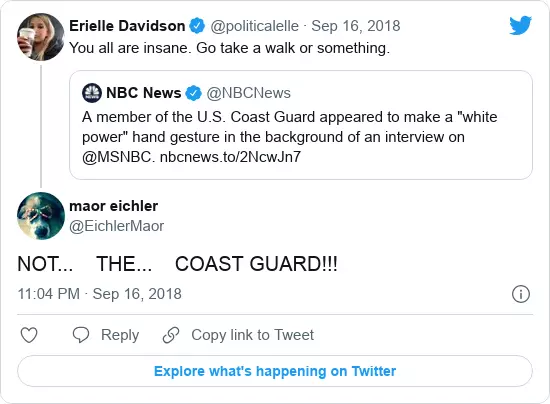 Erielle Davidson @politicalelle · Sep 16, 2018
You all are insane. Go take a walk or something.
NBC News @NBCNews
A member of the U.S. Coast Guard appeared to make a "white
power" hand gesture in the background of an interview on
@MSNBC. nbcnews.to/2NcwJn7
maor eichler
@EichlerMaor
NOT... THE... COAST GUARD!!!
11:04 PM · Sep 16, 2018
Reply Copy link to Tweet
Explore what's happening on Twitter